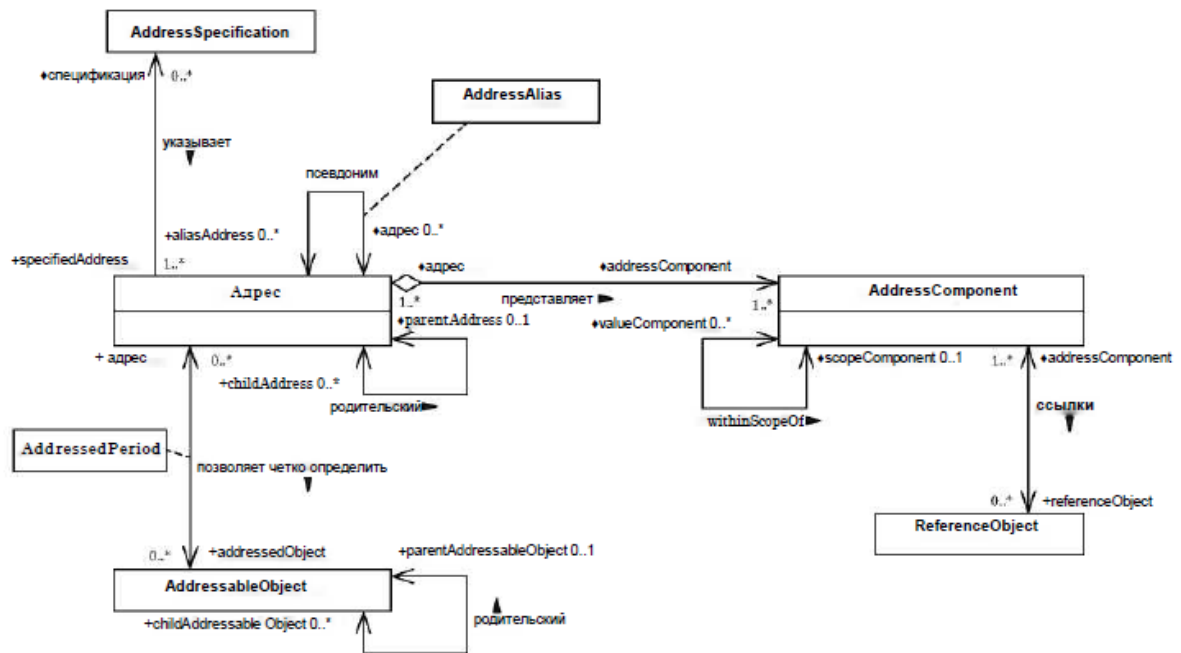 AddressSpecification
♦спецификация 0..*
AddressAlias
указывает
псевдоним
+aliasAddress 0..*
♦адрес 0..*
+specifiedAddress
1..*
♦адрес
♦addressComponent
Адрес
AddressComponent
1..*
представляет
1..*
♦parentAddress 0..1
♦valueComponent 0..*
+ адрес
0..*
♦scopeComponent 0..1
1..*
♦addressComponent
+childAddress 0..*
родительский
withinScopeOf
ссылки
AddressedPeriod
позволяет четко определить
0..*
+referenceObject
ReferenceObject
0..*
+addressedObject
+parentAddressableObject 0..1
AddressableObject
+childAddressable Object 0..*
родительский